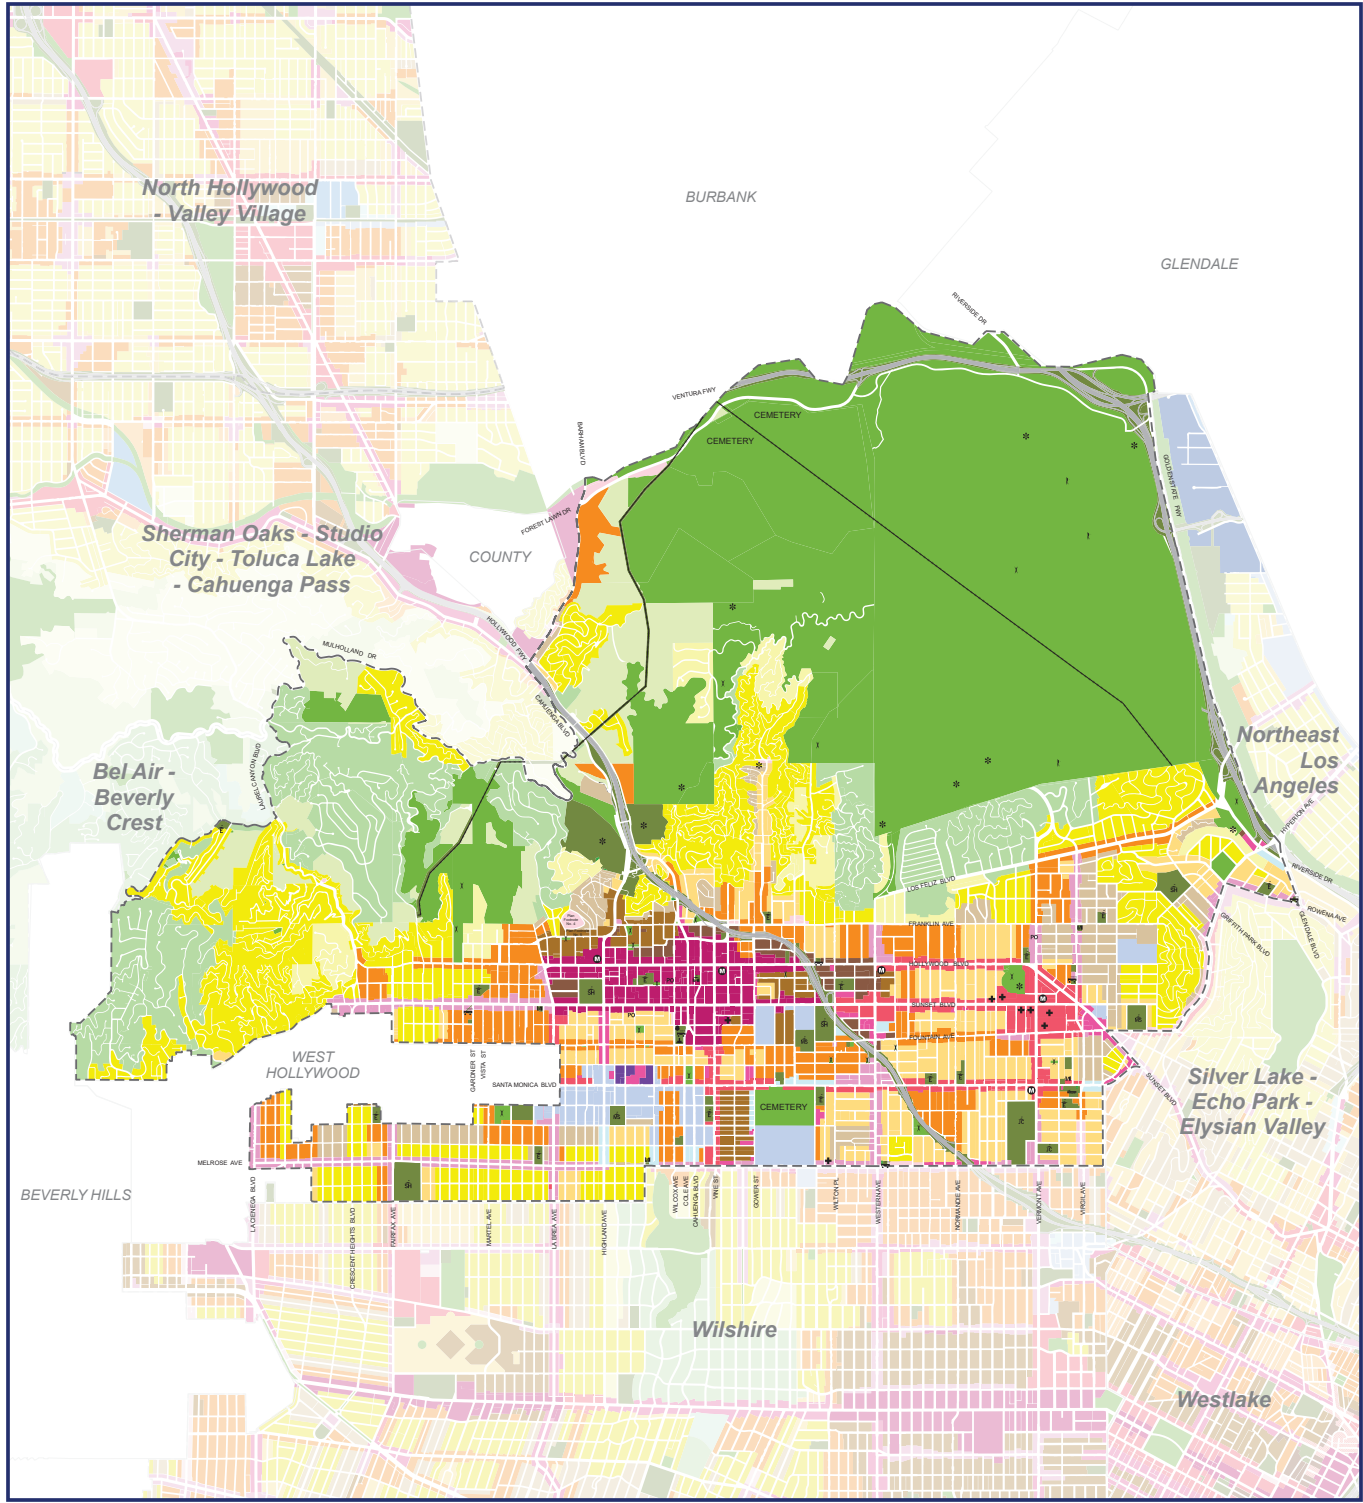 North Hollywood
- Valley Village
BURBANK
GLENDALE
RIVERSIDE DR
VENTURA FWY
CEMETERY
CEMETERY
BARHAM BLVD
GOLDEN STATE FWY
FOREST LAWN DR
Sherman Oaks - Studio
City - Toluca Lake
- Cahuenga Pass
COUNTY
HOLLYWOOD FWY
MULHOLLAND DR
CAHUENGA BLVD
LAUREL CANYON BLVD
Bel Air -
Beverly
Crest
Northeast
Los
Angeles
HYPERION AVE
RIVERSIDE DR
LOS FELIZ BLVD
ROWENA AVE
GRIFFITH PARK BLVD
GLENDALE BLVD
FRANKLIN AVE
PO
HOLLYWOOD BLVD
M
M
M
PO
SUNSET BLVD
M
PO
FOUNTAIN AVE
WEST
HOLLYWOOD
GARDNER ST
VISTA ST
SANTA MONICA BLVD
M
CEMETERY
SUNSET BLVD
Silver Lake -
Echo Park -
Elysian Valley
MELROSE AVE
BEVERLY HILLS
LA CIENEGA BLVD
CRESCENT HEIGHTS BLVD
FAIRFAX AVE
MARTEL AVE
LA BREA AVE
HIGHLAND AVE
WILCOX AVE
COLE AVE
CAHUENGA BLVD
VINE ST
GOWER ST
WILTON PL
WESTERN AVE
NORMANDIE AVE
VERMONT AVE
VIRGIL AVE
Wilshire
Westlake